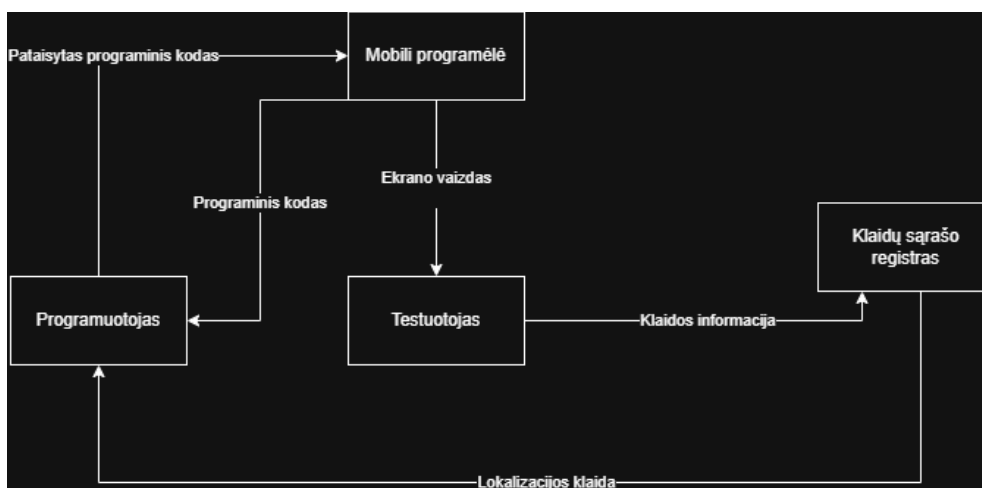 Pataisytas programinis kodas
Mobili programėlė
Ekrano vaizdas
Programinis kodas
Klaidų sąrašo
registras
Programuotojas
Testuotojas
Klaidos informacija
Lokalizacijos klaida